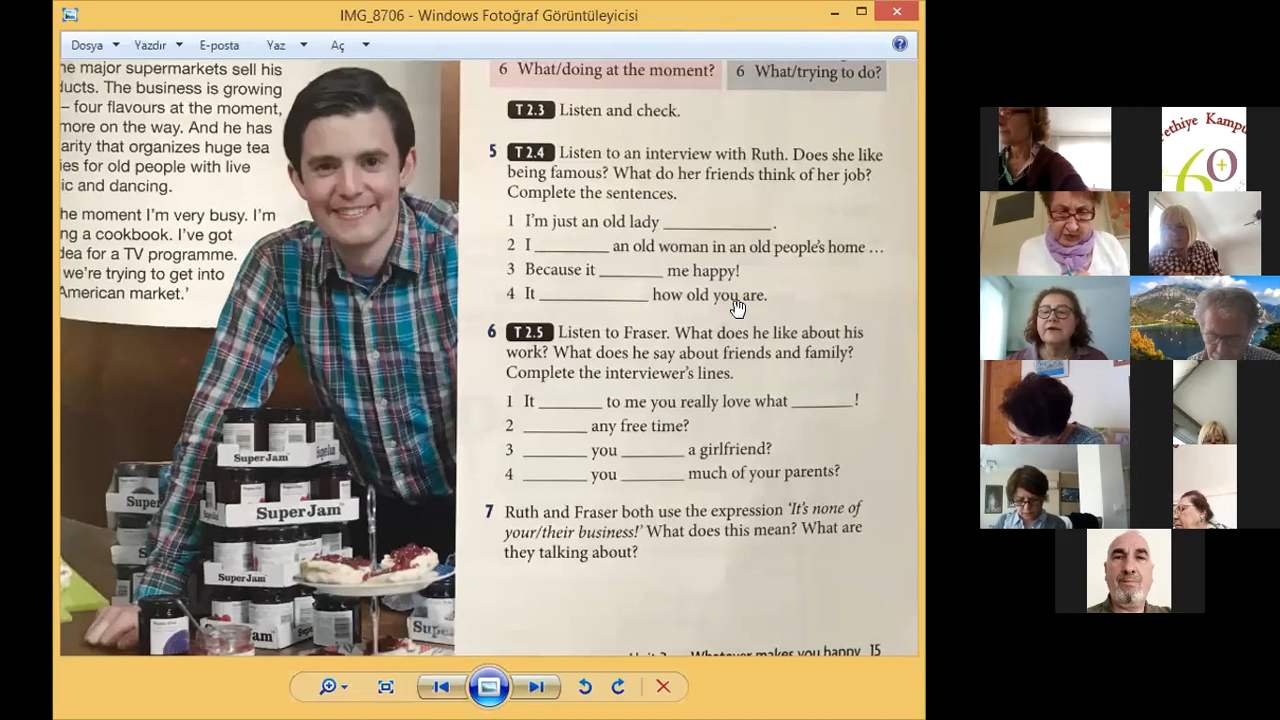 IMG_8706 - Windows Fotoğraf Görüntüleyicisi
Dosya Yazdır E-posta Yaz Aç
he major supermarkets sell his
ducts. The business is growing
– four flavours at the moment,
more on the way. And he has
arity that organizes huge tea
ies for old people with live
ic and dancing.
he moment I'm very busy. I'm
ng a cookbook. I've got
dea for a TV programme.
we're trying to get into
American market.'
SuperJam
SuperJam
Super
SuperJam
SuperJam
6 What/doing at the moment?
6 What/trying to do?
T 2.3 Listen and check.
5 T 2.4 Listen to an interview with Ruth. Does she like
being famous? What do her friends think of her job?
Complete the sentences.
1 I'm just an old lady ____________.
2 I ________ an old woman in an old people's home …
3 Because it _______ me happy!
4 It ____________ how old you are.
6 T 2.5 Listen to Fraser. What does he like about his
work? What does he say about friends and family?
Complete the interviewer's lines.
1 It _______ to me you really love what _______!
2 _______ any free time?
3 _______ you _______ a girlfriend?
4 _______ you _______ much of your parents?
7 Ruth and Fraser both use the expression 'It's none of
your/their business!' What does this mean? What are
they talking about?
Whatever makes you happy 15
ethiye Kampu
60+